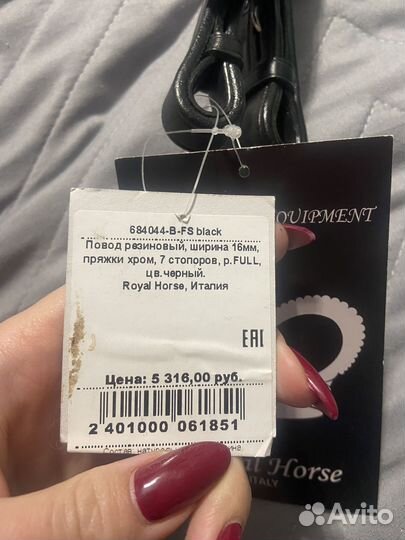 684044-B-FS black
Повод резиновый, ширина 16мм,
пряжки хром, 7 стопоров, р.FULL,
цв.черный.
Royal Horse, Италия
EAC
Цена: 5 316,00 руб.
2 401000 061851
Состав
EQUIPMENT
Horse
ITALY
Avito